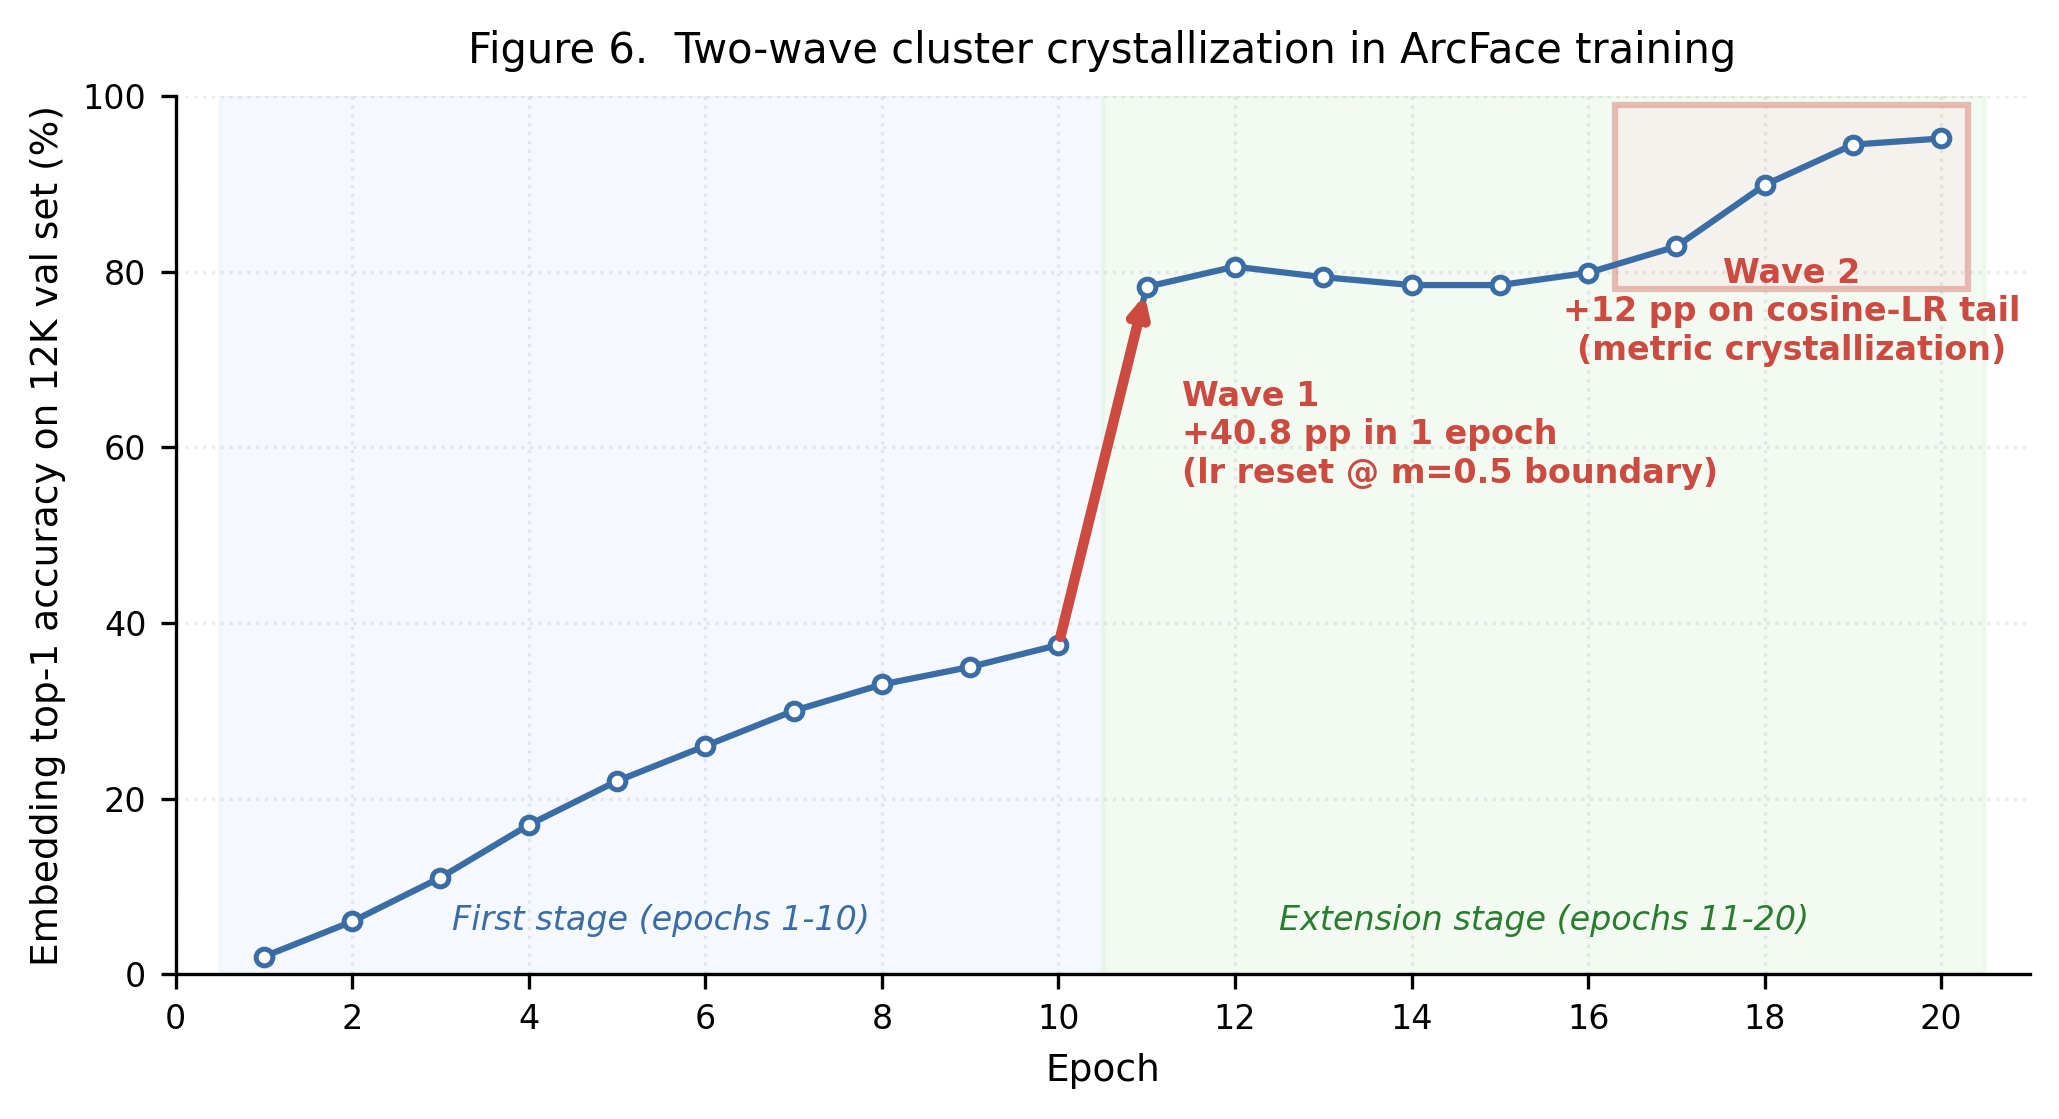 Figure 6.  Two-wave cluster crystallization in ArcFace training
Embedding top-1 accuracy on 12K val set (%)
100
80
60
40
20
0
Wave 2
+12 pp on cosine-LR tail
(metric crystallization)
Wave 1
+40.8 pp in 1 epoch
(lr reset @ m=0.5 boundary)
First stage (epochs 1-10)
Extension stage (epochs 11-20)
0 2 4 6 8 10 12 14 16 18 20
Epoch